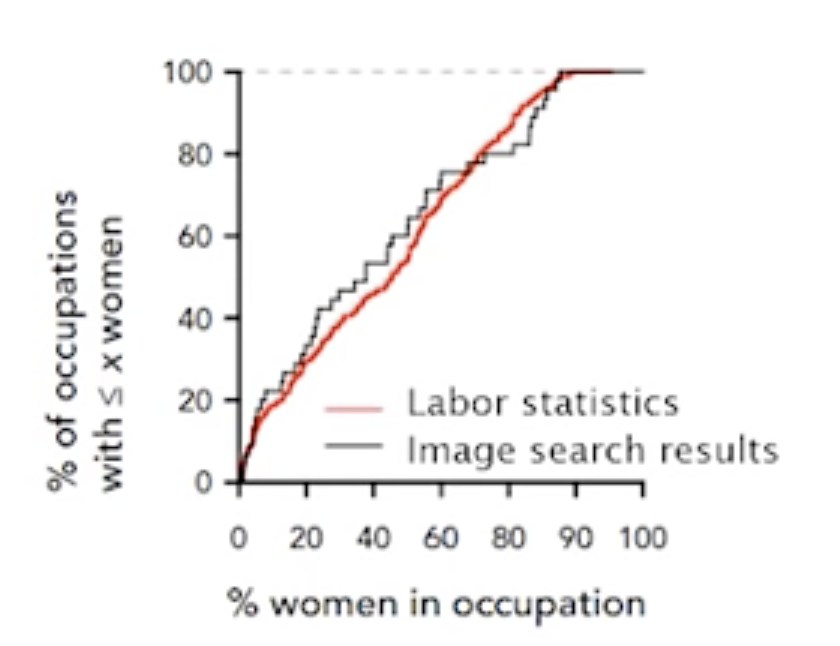 100
80
60
40
20
0
% of occupations
with ≤ x women
Labor statistics
Image search results
0 20 40 60 80 90 100
% women in occupation